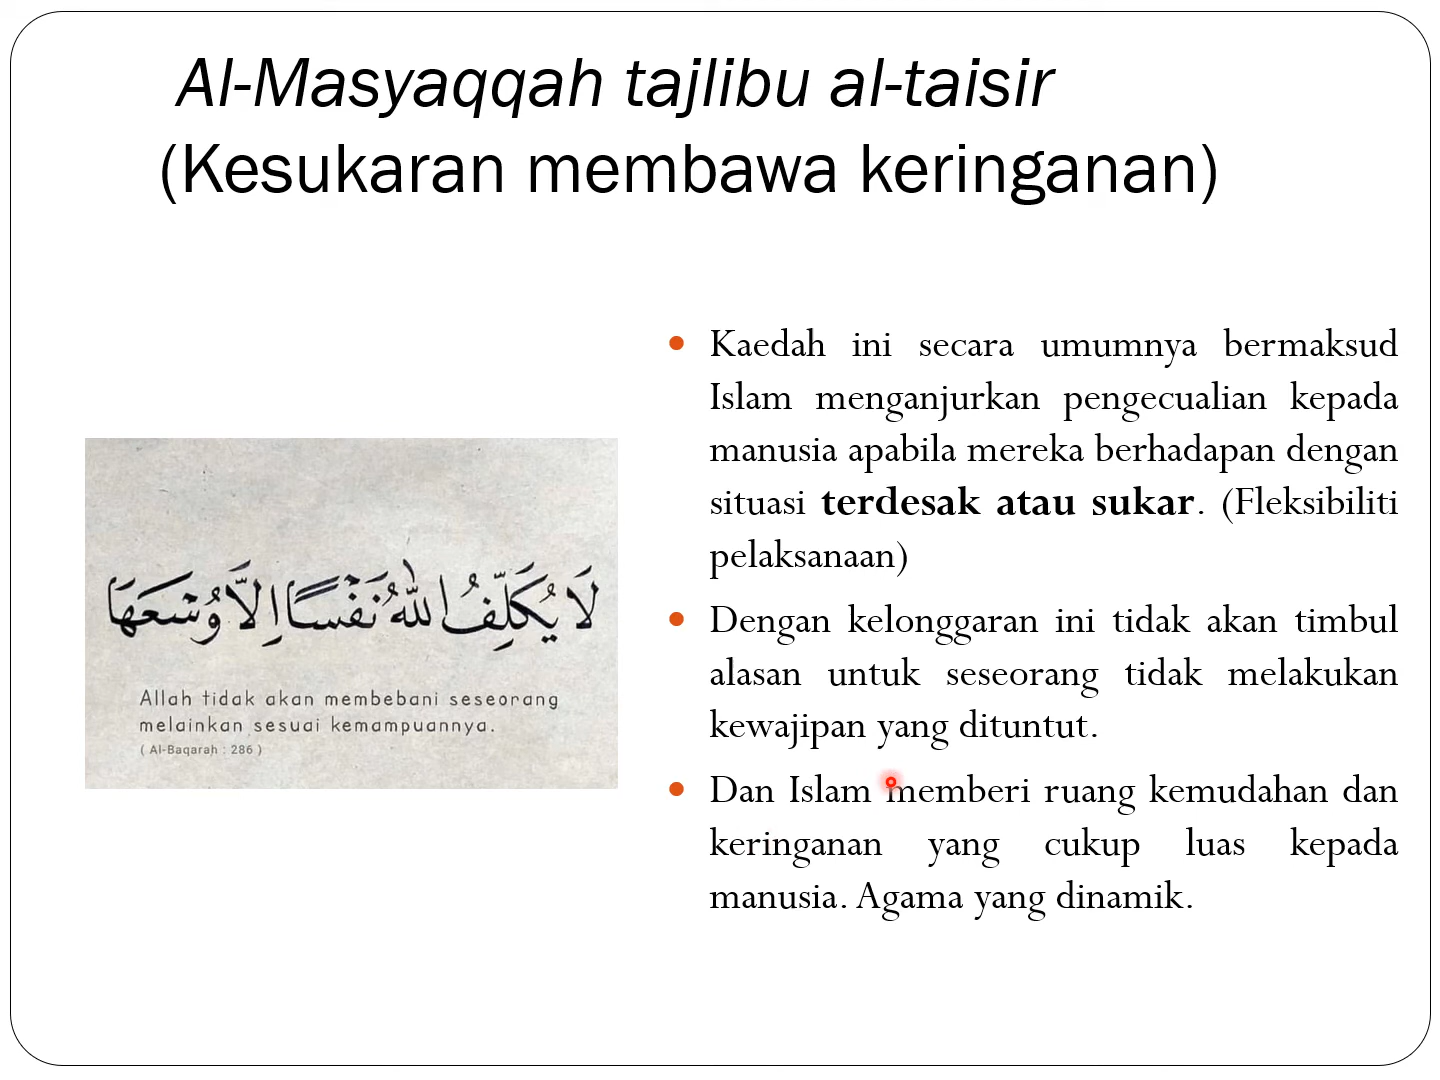 Al-Masyaqqah tajlibu al-taisir
(Kesukaran membawa keringanan)
لَا يُكَلِّفُ اللّٰهُ نَفْسًا اِلَّا وُسْعَهَا
Allah tidak akan membebani seseorang
melainkan sesuai kemampuannya.
( Al-Baqarah : 286 )
Kaedah ini secara umumnya bermaksud
Islam menganjurkan pengecualian kepada
manusia apabila mereka berhadapan dengan
situasi terdesak atau sukar. (Fleksibiliti
pelaksanaan)
Dengan kelonggaran ini tidak akan timbul
alasan untuk seseorang tidak melakukan
kewajipan yang dituntut.
Dan Islam memberi ruang kemudahan dan
keringanan yang cukup luas kepada
manusia. Agama yang dinamik.